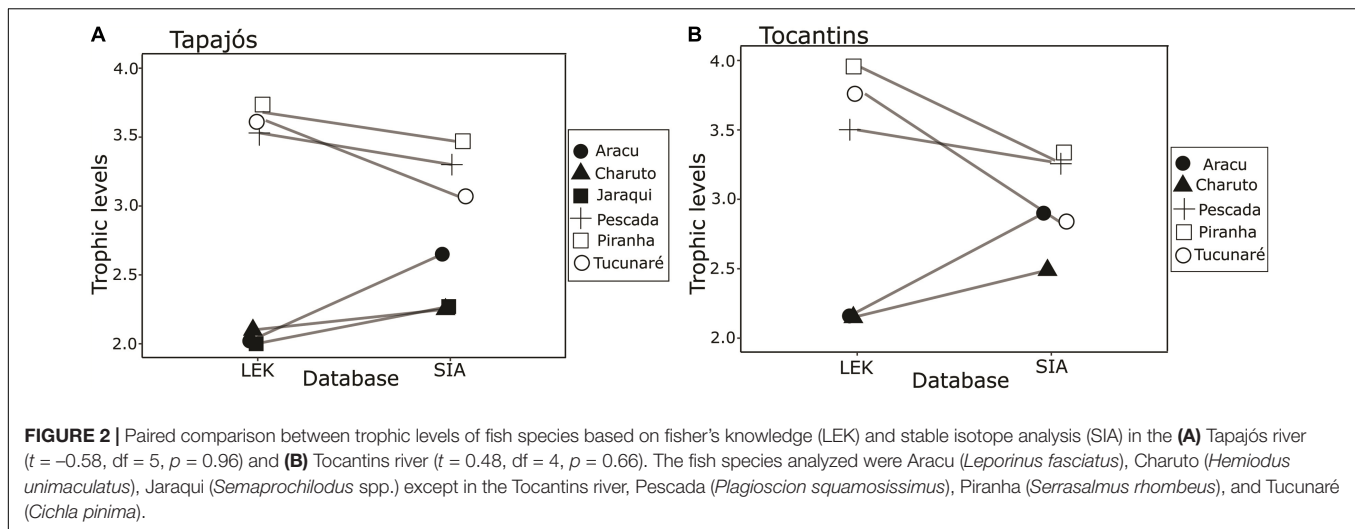 A Tapajós
4.0
3.5
3.0
2.5
2.0
Trophic levels
LEK SIA
Database
Aracu
Charuto
Jaraqui
Pescada
Piranha
Tucunaré
B Tocantins
4.0
3.5
3.0
2.5
2.0
Trophic levels
LEK SIA
Database
Aracu
Charuto
Pescada
Piranha
Tucunaré
FIGURE 2 | Paired comparison between trophic levels of fish species based on fisher's knowledge (LEK) and stable isotope analysis (SIA) in the (A) Tapajós river
(t = –0.58, df = 5, p = 0.96) and (B) Tocantins river (t = 0.48, df = 4, p = 0.66). The fish species analyzed were Aracu (Leporinus fasciatus), Charuto (Hemiodus
unimaculatus), Jaraqui (Semaprochilodus spp.) except in the Tocantins river, Pescada (Plagioscion squamosissimus), Piranha (Serrasalmus rhombeus), and Tucunaré
(Cichla pinima).